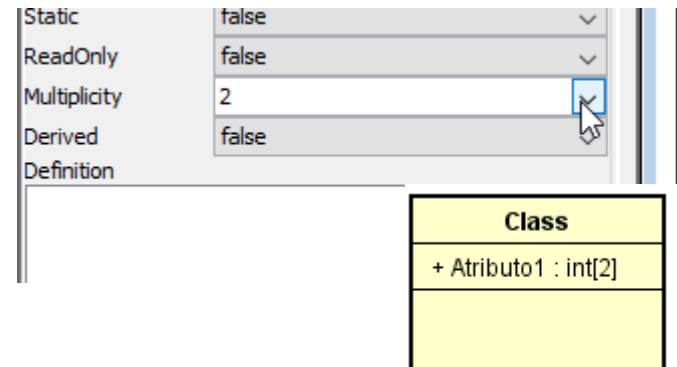 Static false
ReadOnly false
Multiplicity 2
Derived false
Definition
Class
+ Atributo1 : int[2]